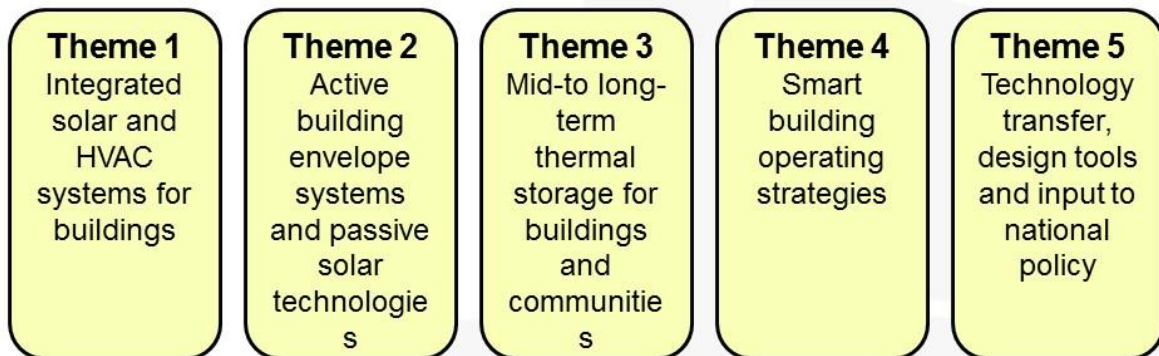 Theme 1
Integrated
solar and
HVAC
systems for
buildings
Theme 2
Active
building
envelope
systems
and passive
solar
technologie
s
Theme 3
Mid-to long-
term
thermal
storage for
buildings
and
communitie
s
Theme 4
Smart
building
operating
strategies
Theme 5
Technology
transfer,
design tools
and input to
national
policy